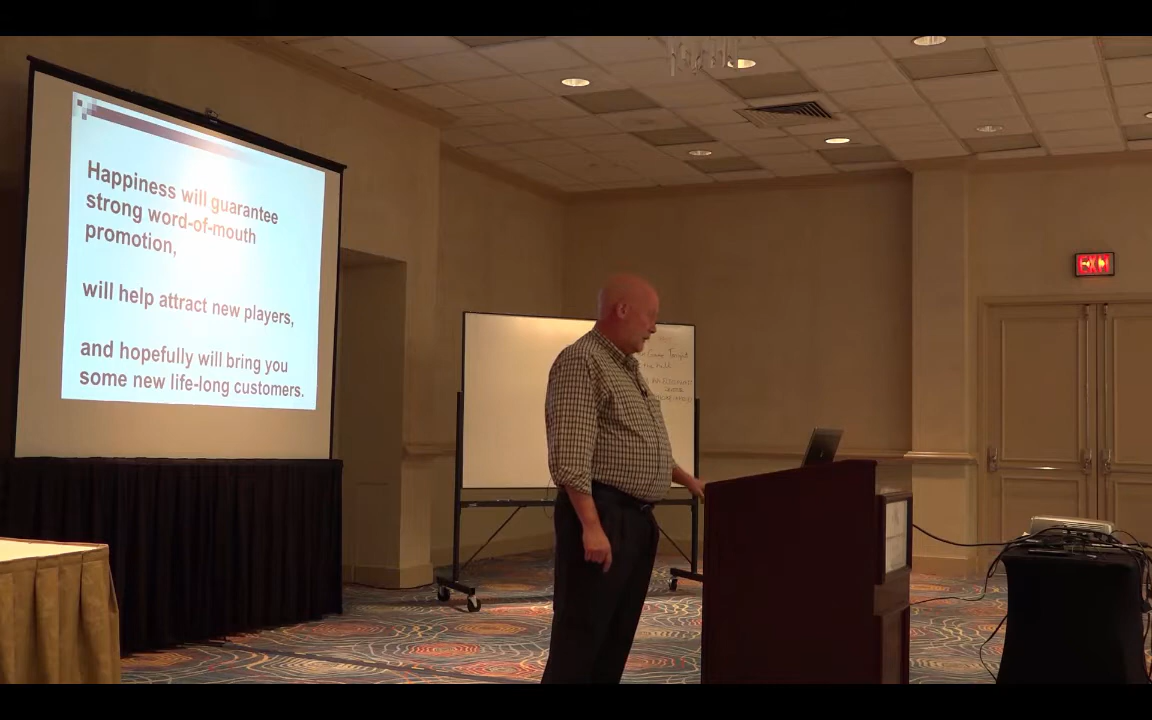 Happiness will guarantee
strong word-of-mouth
promotion,
will help attract new players,
and hopefully will bring you
some new life-long customers.
Tonight
EXIT